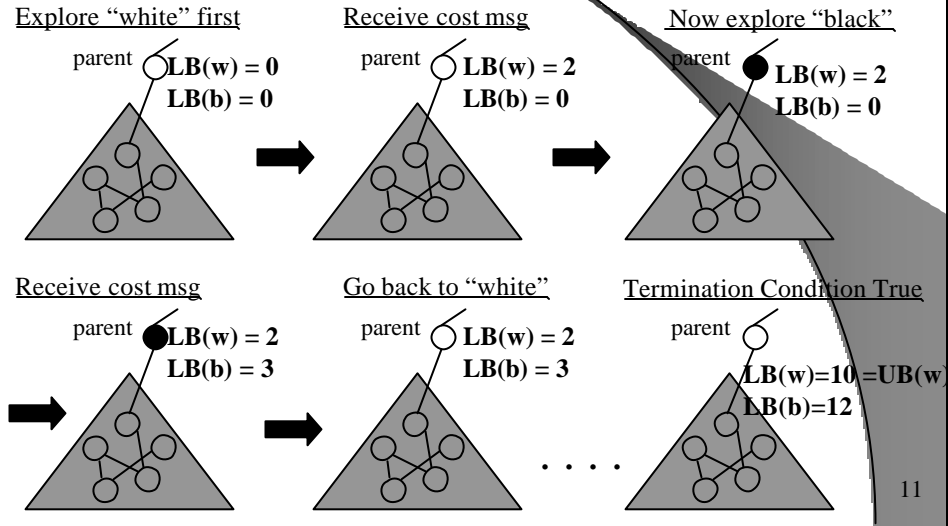 Explore “white” first
parent
LB(w) = 0
LB(b) = 0
Receive cost msg
parent
LB(w) = 2
LB(b) = 0
Now explore “black”
parent
LB(w) = 2
LB(b) = 0
Receive cost msg
parent
LB(w) = 2
LB(b) = 3
Go back to “white”
parent
LB(w) = 2
LB(b) = 3
. . . .
Termination Condition True
parent
LB(w)=10 =UB(w)
LB(b)=12
11